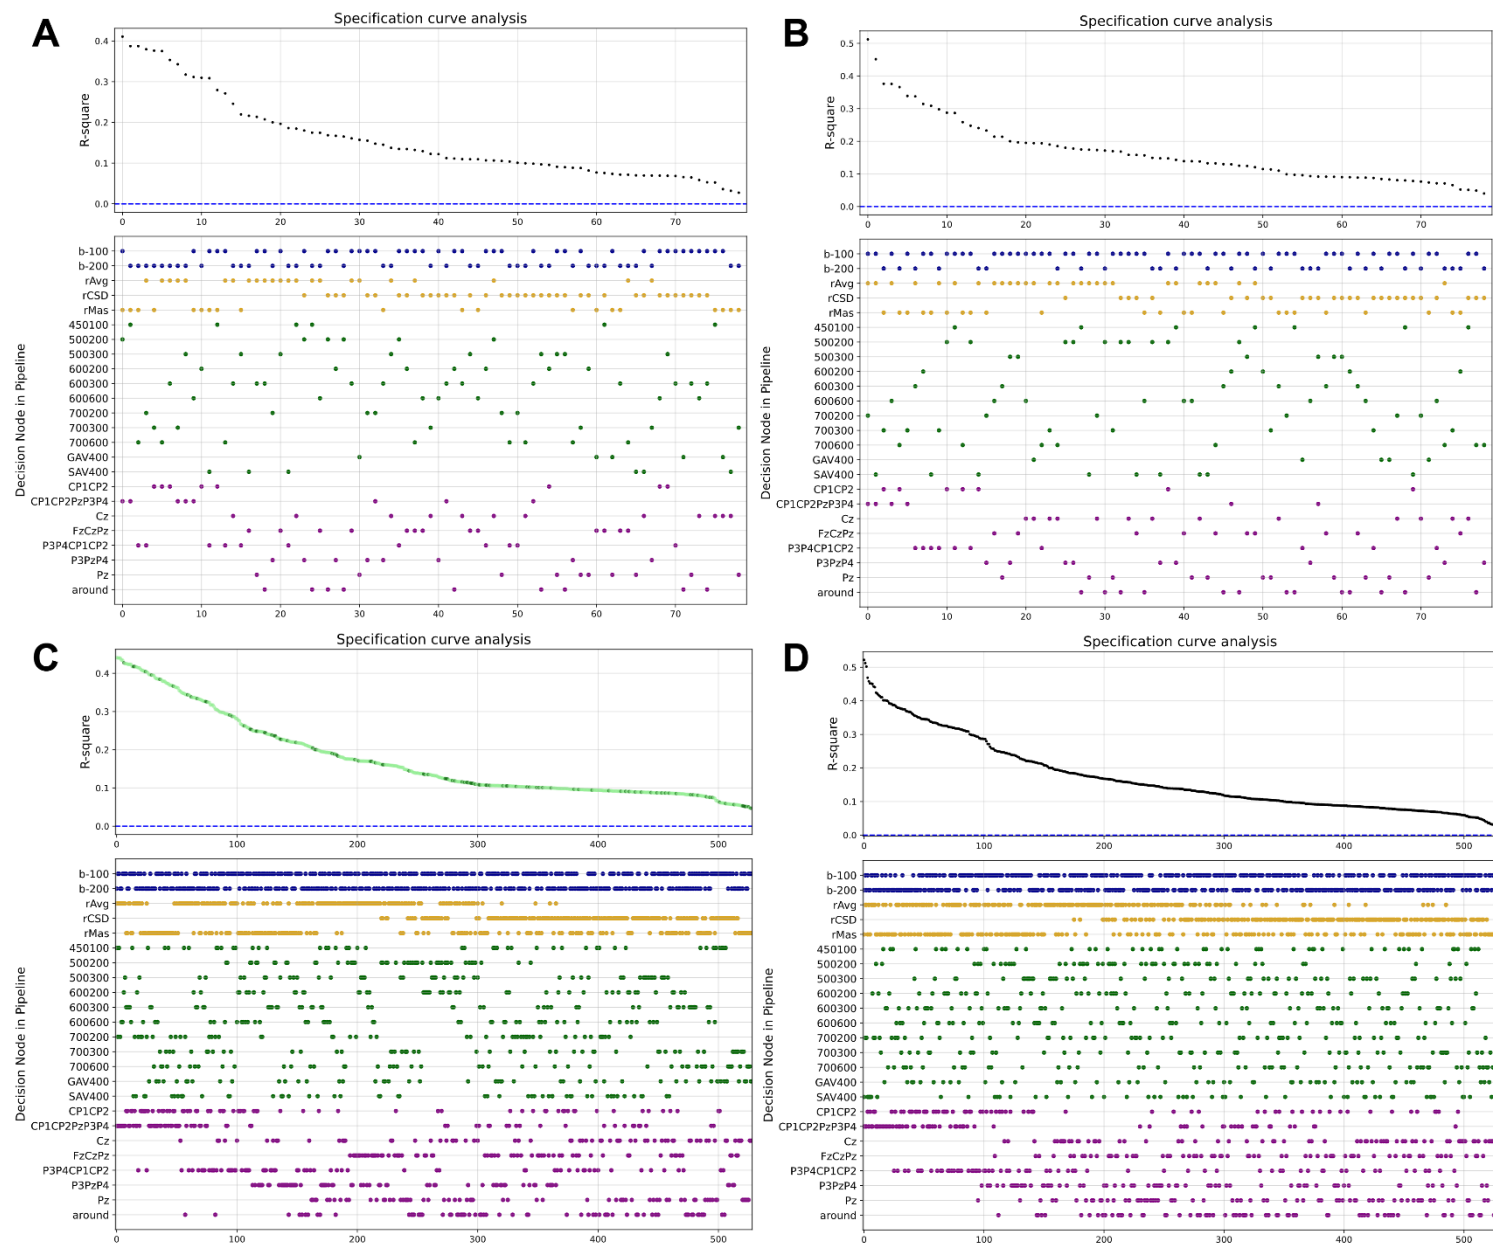 A
Specification curve analysis
R-square
0.4
0.3
0.2
0.1
0.0
0 10 20 30 40 50 60 70
Decision Node in Pipeline
b-100
b-200
rAvg
rCSD
rMas
450100
500200
500300
600200
600300
600600
700200
700300
700600
GAV400
SAV400
CP1CP2
CP1CP2PzP3P4
Cz
FzCzPz
P3P4CP1CP2
P3PzP4
Pz
around
0 10 20 30 40 50 60 70
B
Specification curve analysis
R-square
0.5
0.4
0.3
0.2
0.1
0.0
0 10 20 30 40 50 60 70
Decision Node in Pipeline
b-100
b-200
rAvg
rCSD
rMas
450100
500200
500300
600200
600300
600600
700200
700300
700600
GAV400
SAV400
CP1CP2
CP1CP2PzP3P4
Cz
FzCzPz
P3P4CP1CP2
P3PzP4
Pz
around
0 10 20 30 40 50 60 70
C
Specification curve analysis
R-square
0.4
0.3
0.2
0.1
0.0
0 100 200 300 400 500
Decision Node in Pipeline
b-100
b-200
rAvg
rCSD
rMas
450100
500200
500300
600200
600300
600600
700200
700300
700600
GAV400
SAV400
CP1CP2
CP1CP2PzP3P4
Cz
FzCzPz
P3P4CP1CP2
P3PzP4
Pz
around
0 100 200 300 400 500
D
Specification curve analysis
R-square
0.5
0.4
0.3
0.2
0.1
0.0
0 100 200 300 400 500
Decision Node in Pipeline
b-100
b-200
rAvg
rCSD
rMas
450100
500200
500300
600200
600300
600600
700200
700300
700600
GAV400
SAV400
CP1CP2
CP1CP2PzP3P4
Cz
FzCzPz
P3P4CP1CP2
P3PzP4
Pz
around
0 100 200 300 400 500